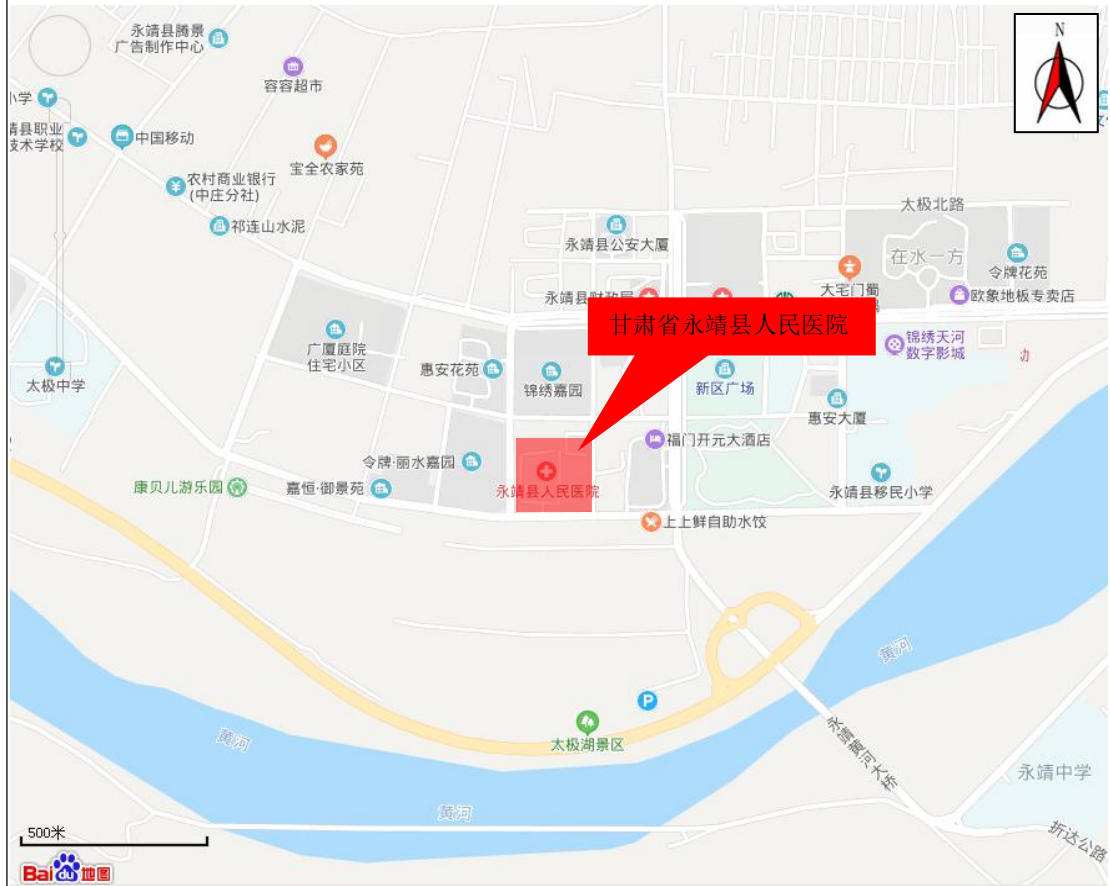 永靖县腾景
广告制作中心
N
容容超市
小学
靖县职业
技术学校
中国移动
宝全农家苑
农村商业银行
(中庄分社)
祁连山水泥
太极北路
永靖县公安大厦
在水一方
令牌花苑
大宅门蜀
永靖县财政局
欧象地板专卖店
甘肃省永靖县人民医院
广厦庭院
住宅小区
锦绣天河
数字影城
太极中学
惠安花苑
锦绣嘉园
新区广场
惠安大厦
福门开元大酒店
令牌·丽水嘉园
康贝儿游乐园
嘉恒·御景苑
永靖县人民医院
永靖县移民小学
上上鲜自助水饺
黄河
P
黄河
太极湖景区
永靖黄河大桥
永靖中学
黄河
500米
折达公路
Bai du 地图